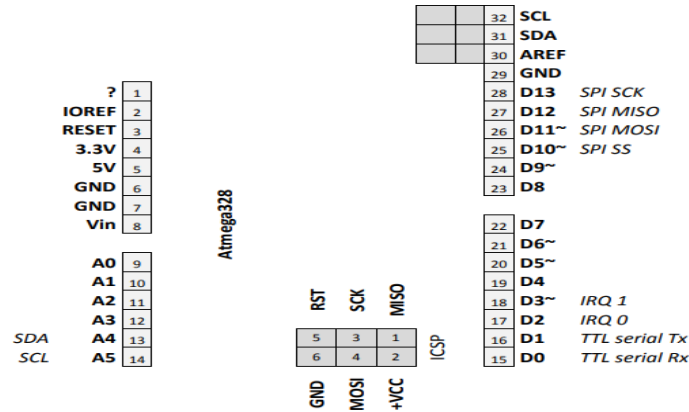 32 SCL
31 SDA
30 AREF
29 GND
? 1
28 D13 SPI SCK
IOREF 2
27 D12 SPI MISO
RESET 3
26 D11~ SPI MOSI
3.3V 4
25 D10~ SPI SS
5V 5
24 D9~
GND 6
23 D8
GND 7
Vin 8
22 D7
Atmega328
21 D6~
A0 9
20 D5~
A1 10
19 D4
A2 11
18 D3~ IRQ 1
A3 12
17 D2 IRQ 0
SDA A4 13
16 D1 TTL serial Tx
SCL A5 14
15 D0 TTL serial Rx
RST SCK MISO
5 3 1
6 4 2
ICSP
GND MOSI +VCC